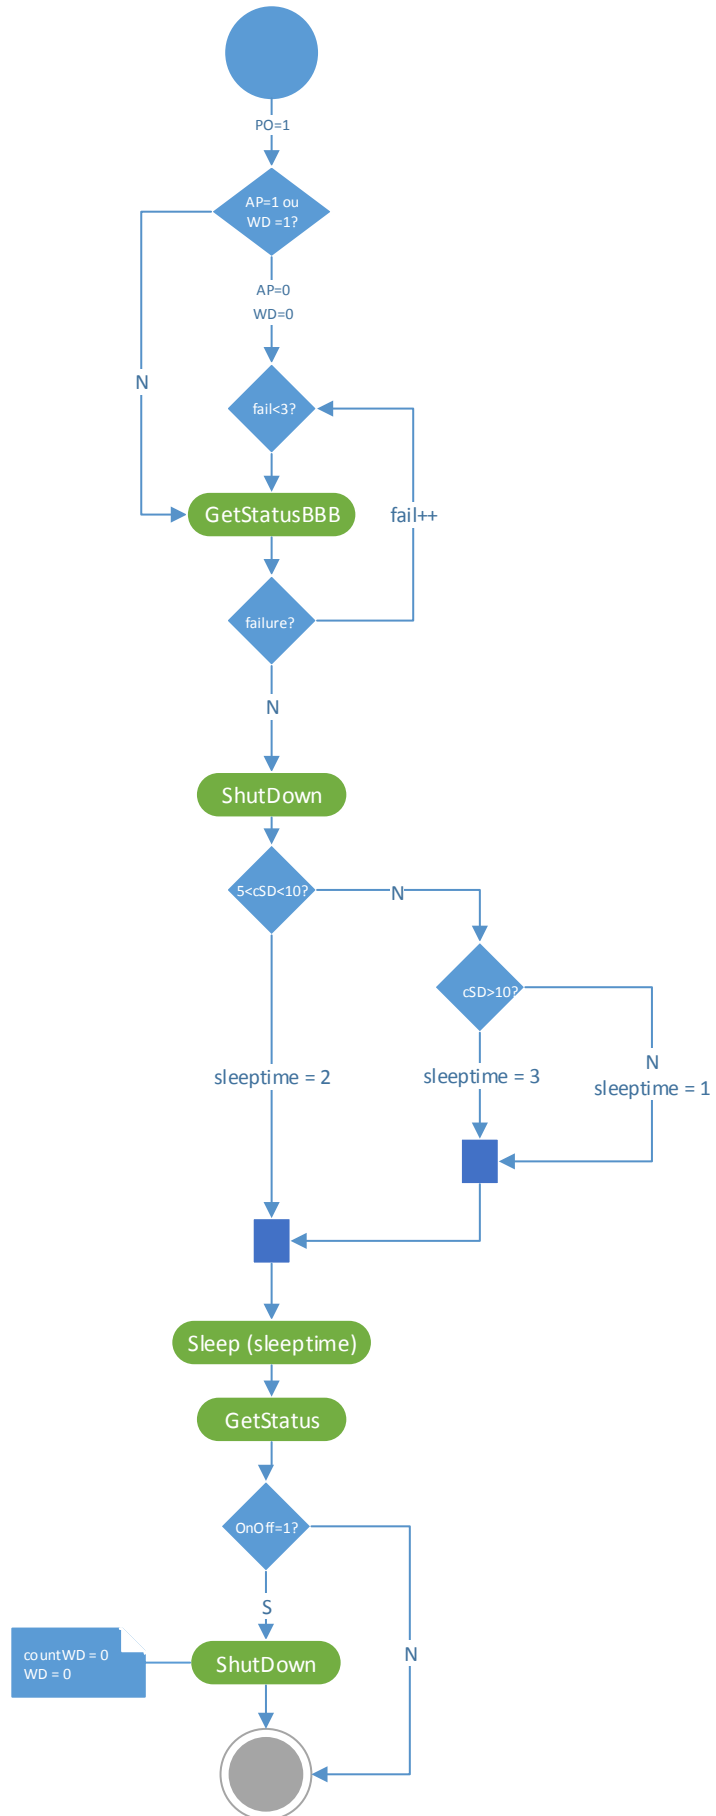 PO=1
AP=1 ou
WD =1?
AP=0
WD=0
N
fail<3?
GetStatusBBB
fail++
failure?
N
ShutDown
5<cSD<10?
N
cSD>10?
sleeptime = 2
sleeptime = 3
N
sleeptime = 1
Sleep (sleeptime)
GetStatus
OnOff=1?
S
N
countWD = 0
WD = 0
ShutDown